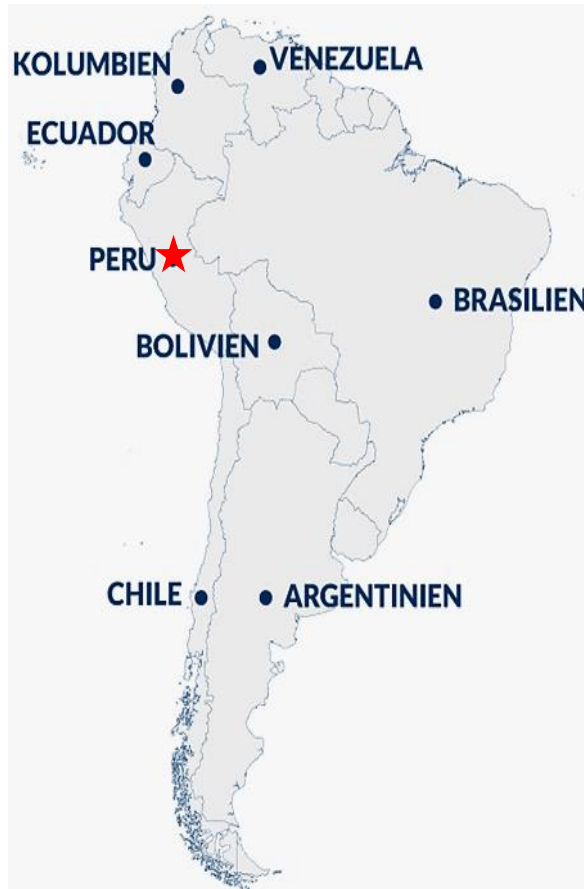 KOLUMBIEN
VENEZUELA
ECUADOR
PERU
BRASILIEN
BOLIVIEN
CHILE
ARGENTINIEN